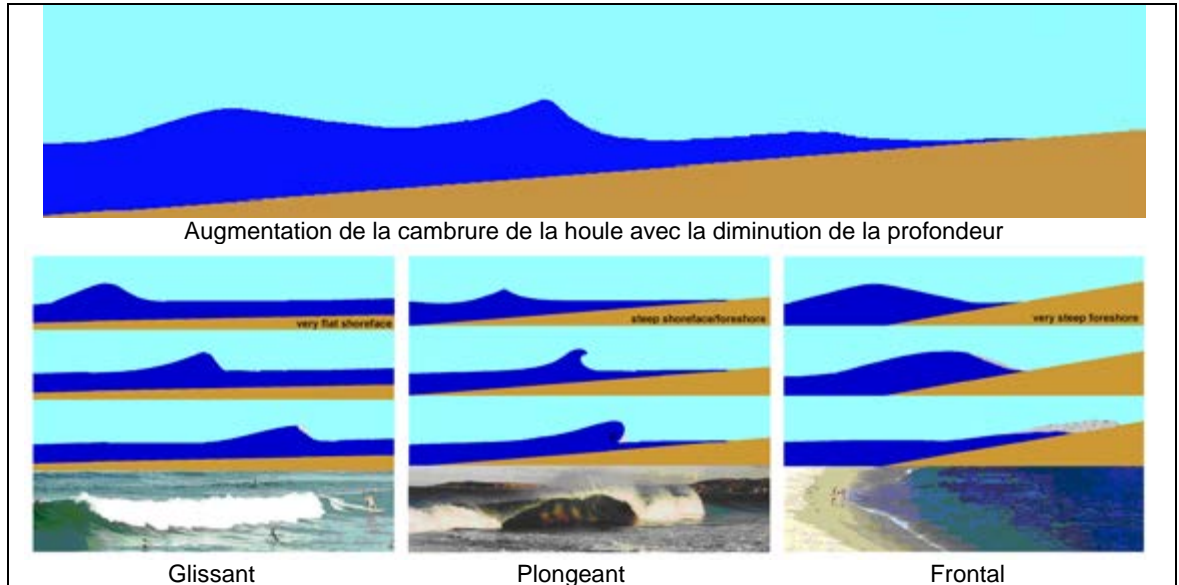 Augmentation de la cambrure de la houle avec la diminution de la profondeur
very flat shoreface
steep shoreface/foreshore
very steep foreshore
Glissant
Plongeant
Frontal